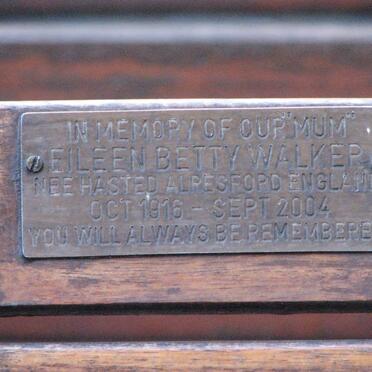 IN MEMORY OF OUR "MUM"
EILEEN BETTY WALKER
NEE HASTED ALRESFORD ENGLAN
OCT 1916 - SEPT 2004
YOU WILL ALWAYS BE REMEMBERE